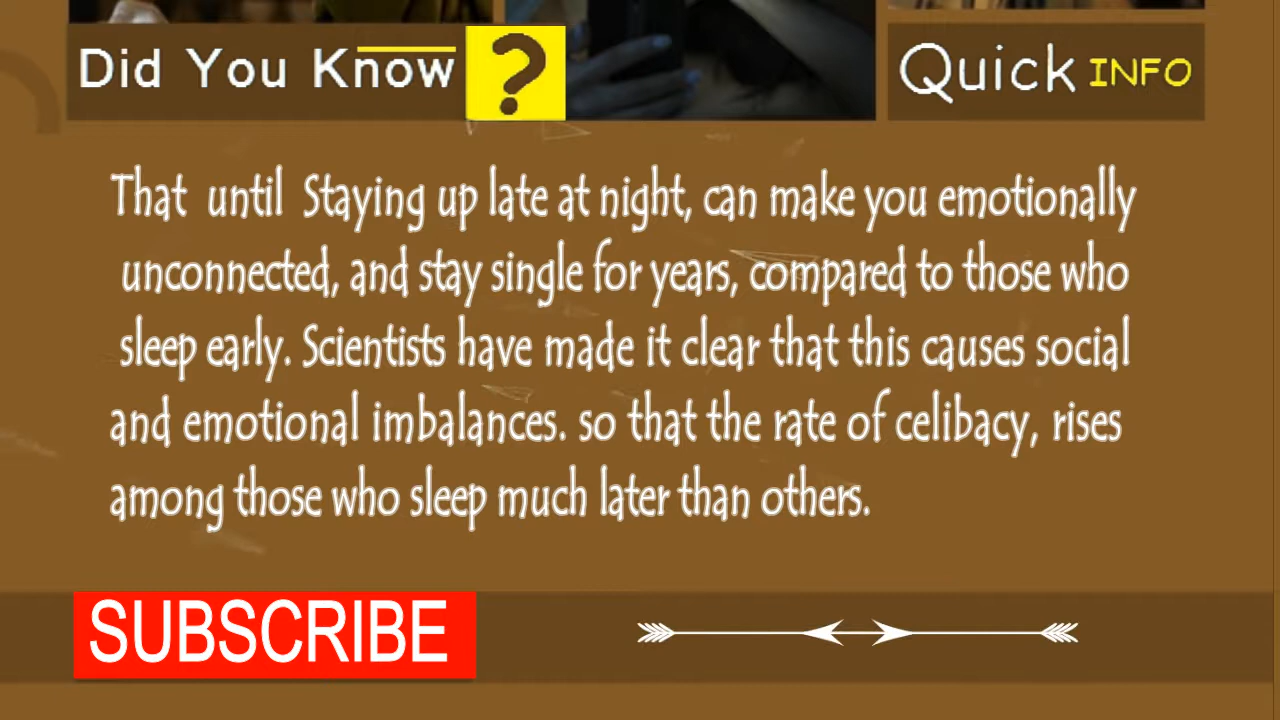 Did You Know ?
Quick INFO
That until Staying up late at night, can make you emotionally
unconnected, and stay single for years, compared to those who
sleep early. Scientists have made it clear that this causes social
and emotional imbalances. so that the rate of celibacy, rises
among those who sleep much later than others.
SUBSCRIBE